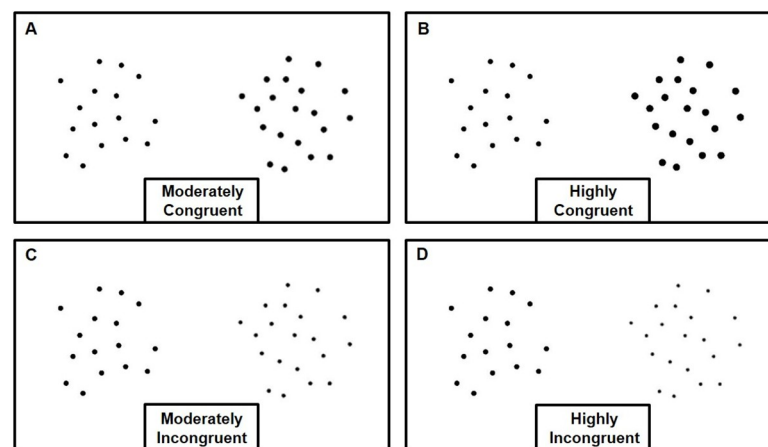 A
Moderately
Congruent
B
Highly
Congruent
C
Moderately
Incongruent
D
Highly
Incongruent